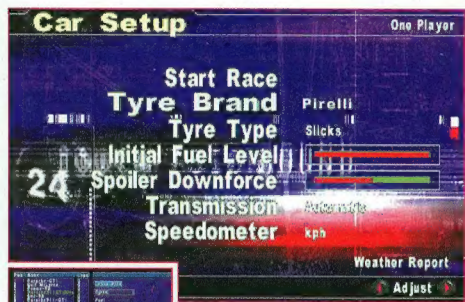 Car Setup
One Player
Start Race
Tyre Brand Pirelli
Tyre Type Slicks
Initial Fuel Level
24 Spoiler Downforce
Transmission Automatic
Speedometer kph
Weather Report
Adjust